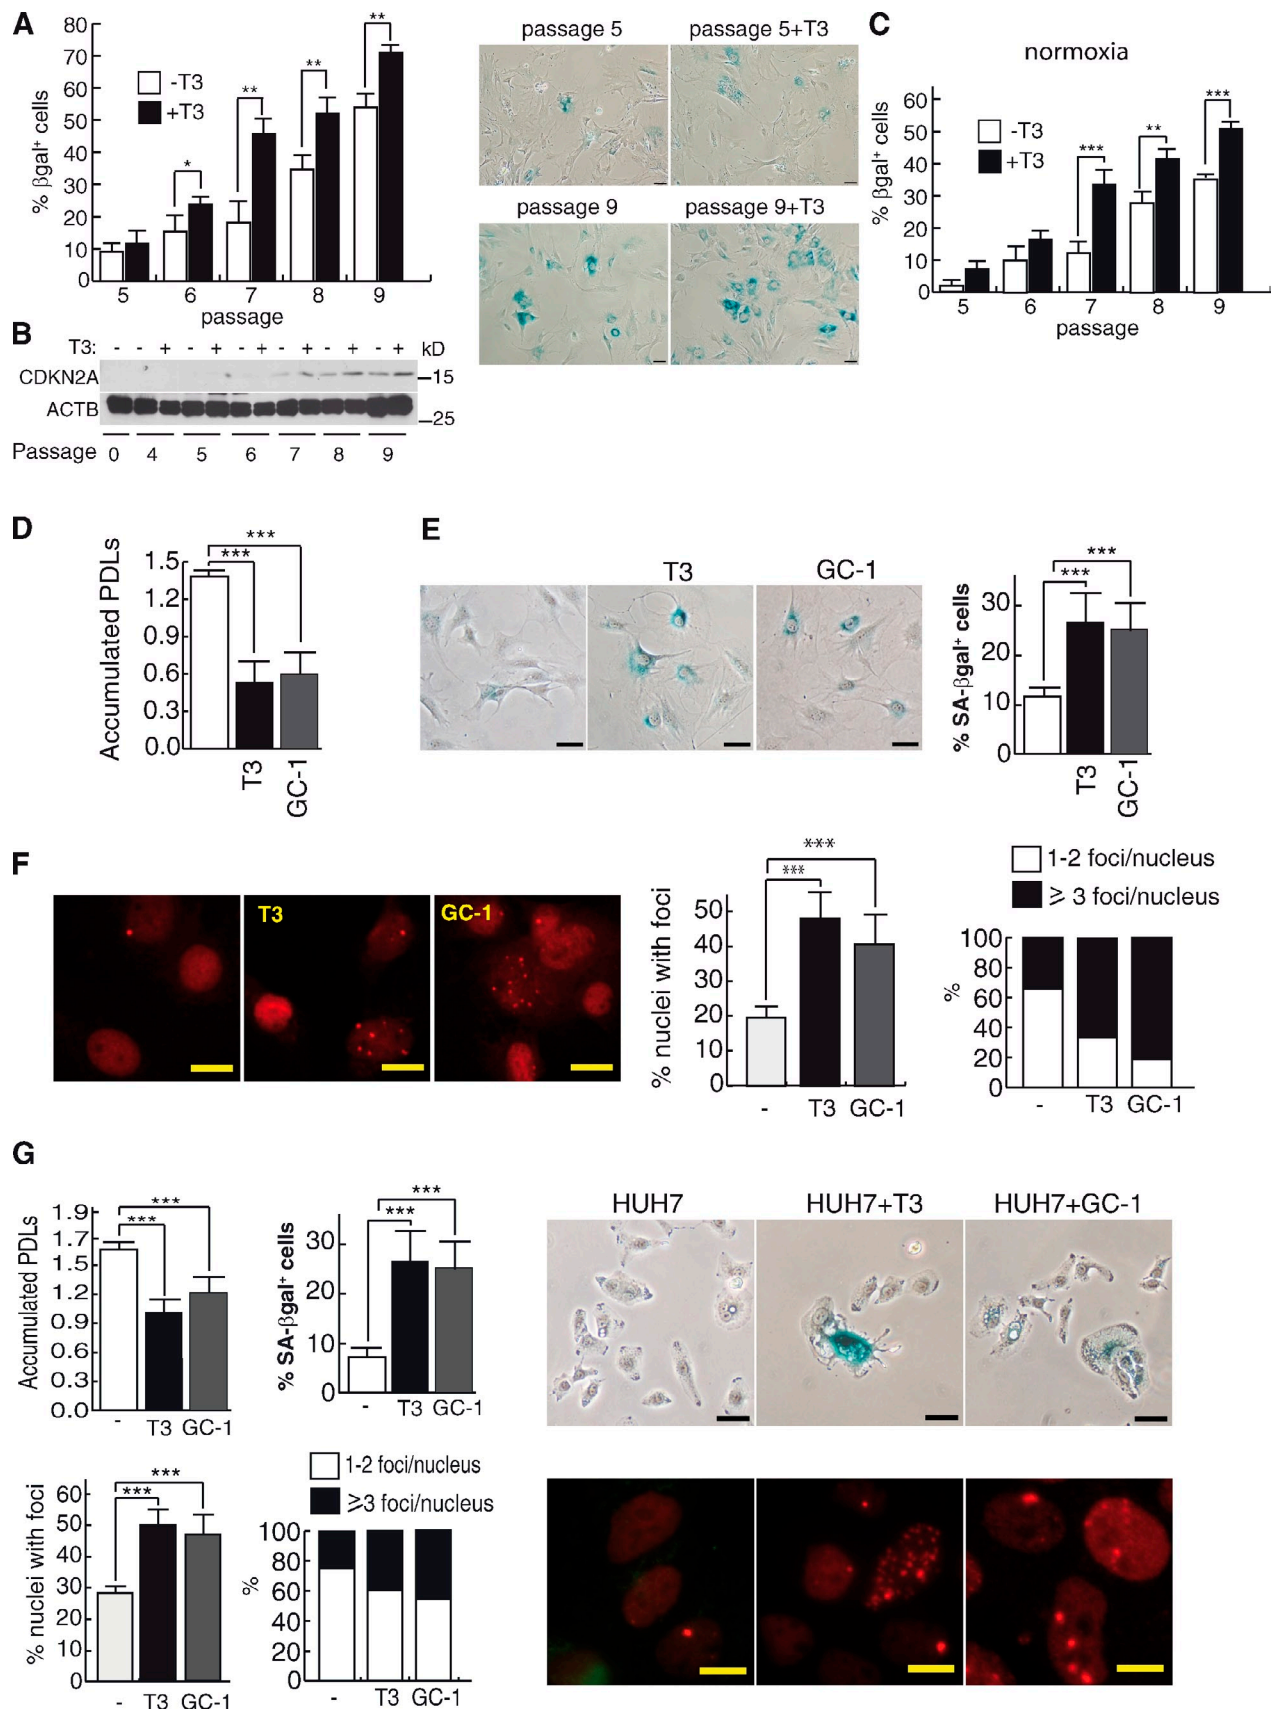 A
80
70
60
50
40
30
20
10
0
% βgal⁺ cells
-T3
+T3
*
**
**
**
5 6 7 8 9
passage
passage 5
passage 5+T3
passage 9
passage 9+T3
C
normoxia
60
50
40
30
20
10
0
% βgal⁺ cells
-T3
+T3
***
**
***
5 6 7 8 9
passage
B
T3: - - + - + - + - + - + - + kD
CDKN2A
15
ACTB
25
Passage 0 4 5 6 7 8 9
D
Accumulated PDLs
1.5
1.2
0.9
0.6
0.3
0.0
***
***
T3
GC-1
E
T3
GC-1
% SA-βgal⁺ cells
30
20
10
0
***
***
T3
GC-1
F
T3
GC-1
% nuclei with foci
50
40
30
20
10
0
***
***
- T3 GC-1
1-2 foci/nucleus
⩾ 3 foci/nucleus
%
100
80
60
40
20
0
- T3 GC-1
G
Accumulated PDLs
1.9
1.7
1.5
1.2
0.9
0.6
0.3
0.0
***
***
- T3 GC-1
% SA-βgal⁺ cells
30
20
10
0
***
***
- T3 GC-1
HUH7
HUH7+T3
HUH7+GC-1
% nuclei with foci
60
50
40
30
20
10
0
***
***
- T3 GC-1
1-2 foci/nucleus
⩾3 foci/nucleus
%
100
80
60
40
20
0
- T3 GC-1